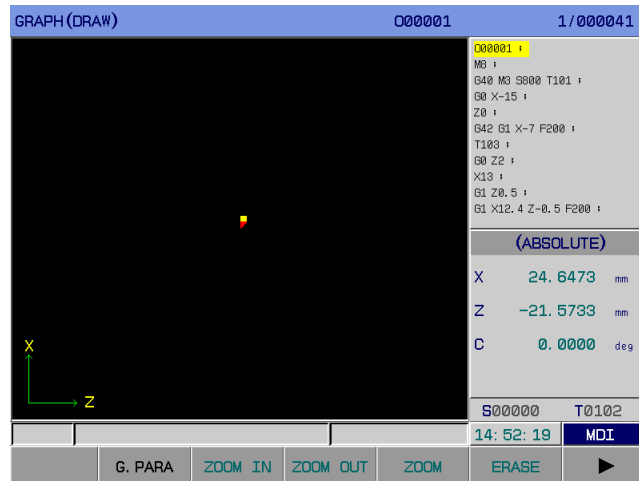 GRAPH(DRAW) O00001 1/000041
O00001 ;
M8 ;
G40 M3 S800 T101 ;
G0 X-15 ;
Z0 ;
G42 G1 X-7 F200 ;
T103 ;
G0 Z2 ;
X13 ;
G1 Z0.5 ;
G1 X12.4 Z-0.5 F200 ;
(ABSOLUTE)
X 24.6473 mm
Z -21.5733 mm
C 0.0000 deg
X
Z
S00000 T0102
14:52:19 MDI
G.PARA ZOOM IN ZOOM OUT ZOOM ERASE